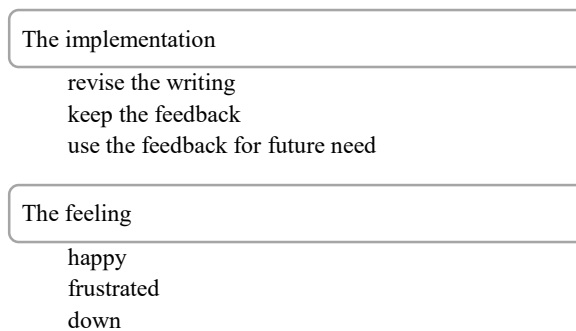 The implementation
revise the writing
keep the feedback
use the feedback for future need
The feeling
happy
frustrated
down